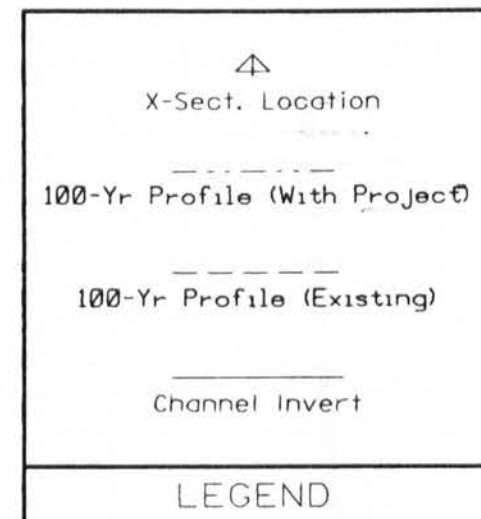 X-Sect. Location
100-Yr Profile (With Project)
100-Yr Profile (Existing)
Channel Invert
LEGEND